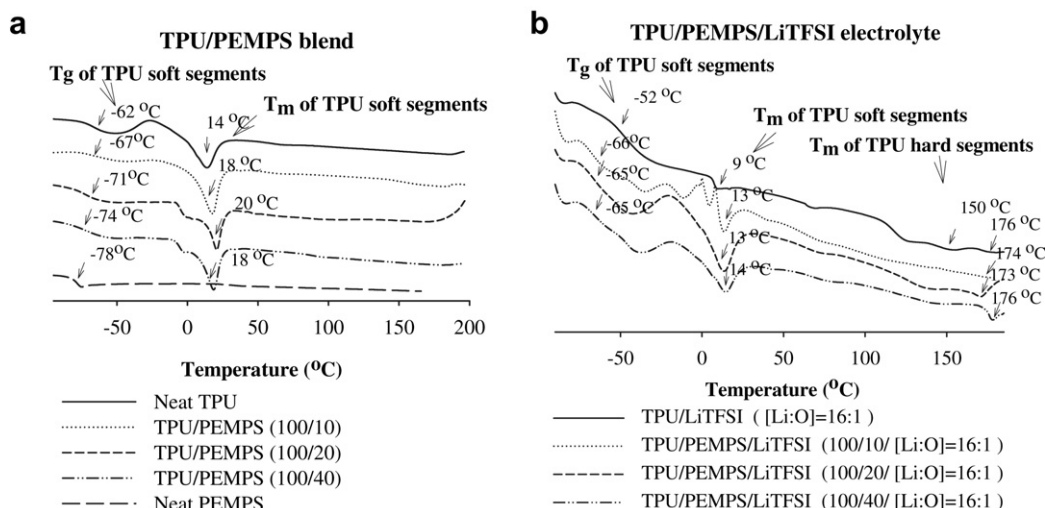 a
TPU/PEMPS blend
Tg of TPU soft segments
-62 °C
14 °C
Tm of TPU soft segments
-67°C
18 °C
-71°C
20 °C
-74 °C
-78°C
18 °C
-50
0
50
100
150
200
Temperature (°C)
Neat TPU
TPU/PEMPS (100/10)
TPU/PEMPS (100/20)
TPU/PEMPS (100/40)
Neat PEMPS
b
TPU/PEMPS/LiTFSI electrolyte
Tg of TPU soft segments
-52 °C
Tm of TPU soft segments
-66°C
9 °C
Tm of TPU hard segments
-65°C
-65°C
13 °C
150 °C
176 °C
13 °C
174 °C
14 °C
173 °C
176 °C
-50
0
50
100
150
Temperature (°C)
TPU/LiTFSI ( [Li:O]=16:1 )
TPU/PEMPS/LiTFSI (100/10/ [Li:O]=16:1 )
TPU/PEMPS/LiTFSI (100/20/ [Li:O]=16:1 )
TPU/PEMPS/LiTFSI (100/40/ [Li:O]=16:1 )